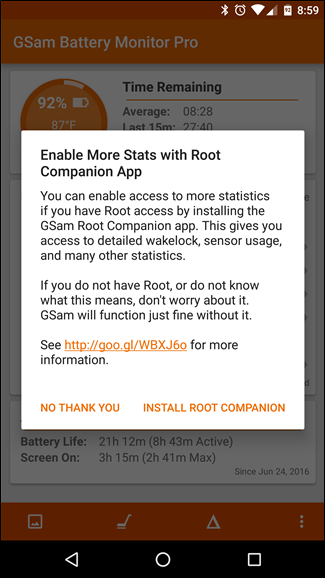 8:59
GSam Battery Monitor Pro
92%
87°F
Time Remaining
Average: 08:28
Last 15m: 27:40
Enable More Stats with Root
Companion App
You can enable access to more statistics
if you have Root access by installing the
GSam Root Companion app. This gives you
access to detailed wakelock, sensor usage,
and many other statistics.
If you do not have Root, or do not know
what this means, don't worry about it.
GSam will function just fine without it.
See http://goo.gl/WBXJ6o for more
information.
NO THANK YOU INSTALL ROOT COMPANION
Battery Life: 21h 12m (8h 43m Active)
Screen On: 3h 15m (2h 41m Max)
Since Jun 24, 2016